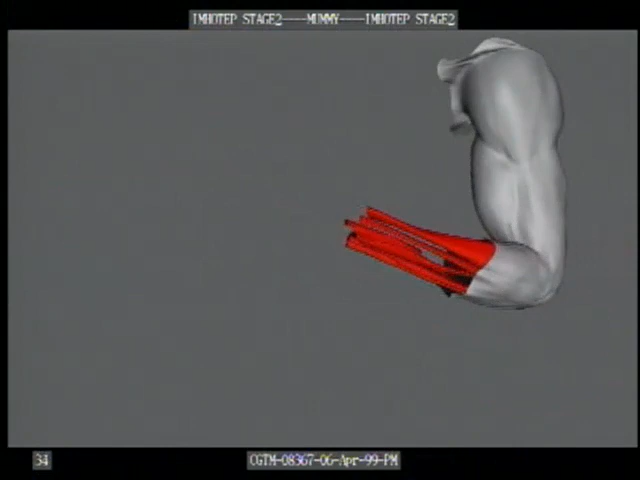 IMHOTEP STAGE2----MUMMY----IMHOTEP STAGE2
34
CGTM-08367-06-Apr-99-PM